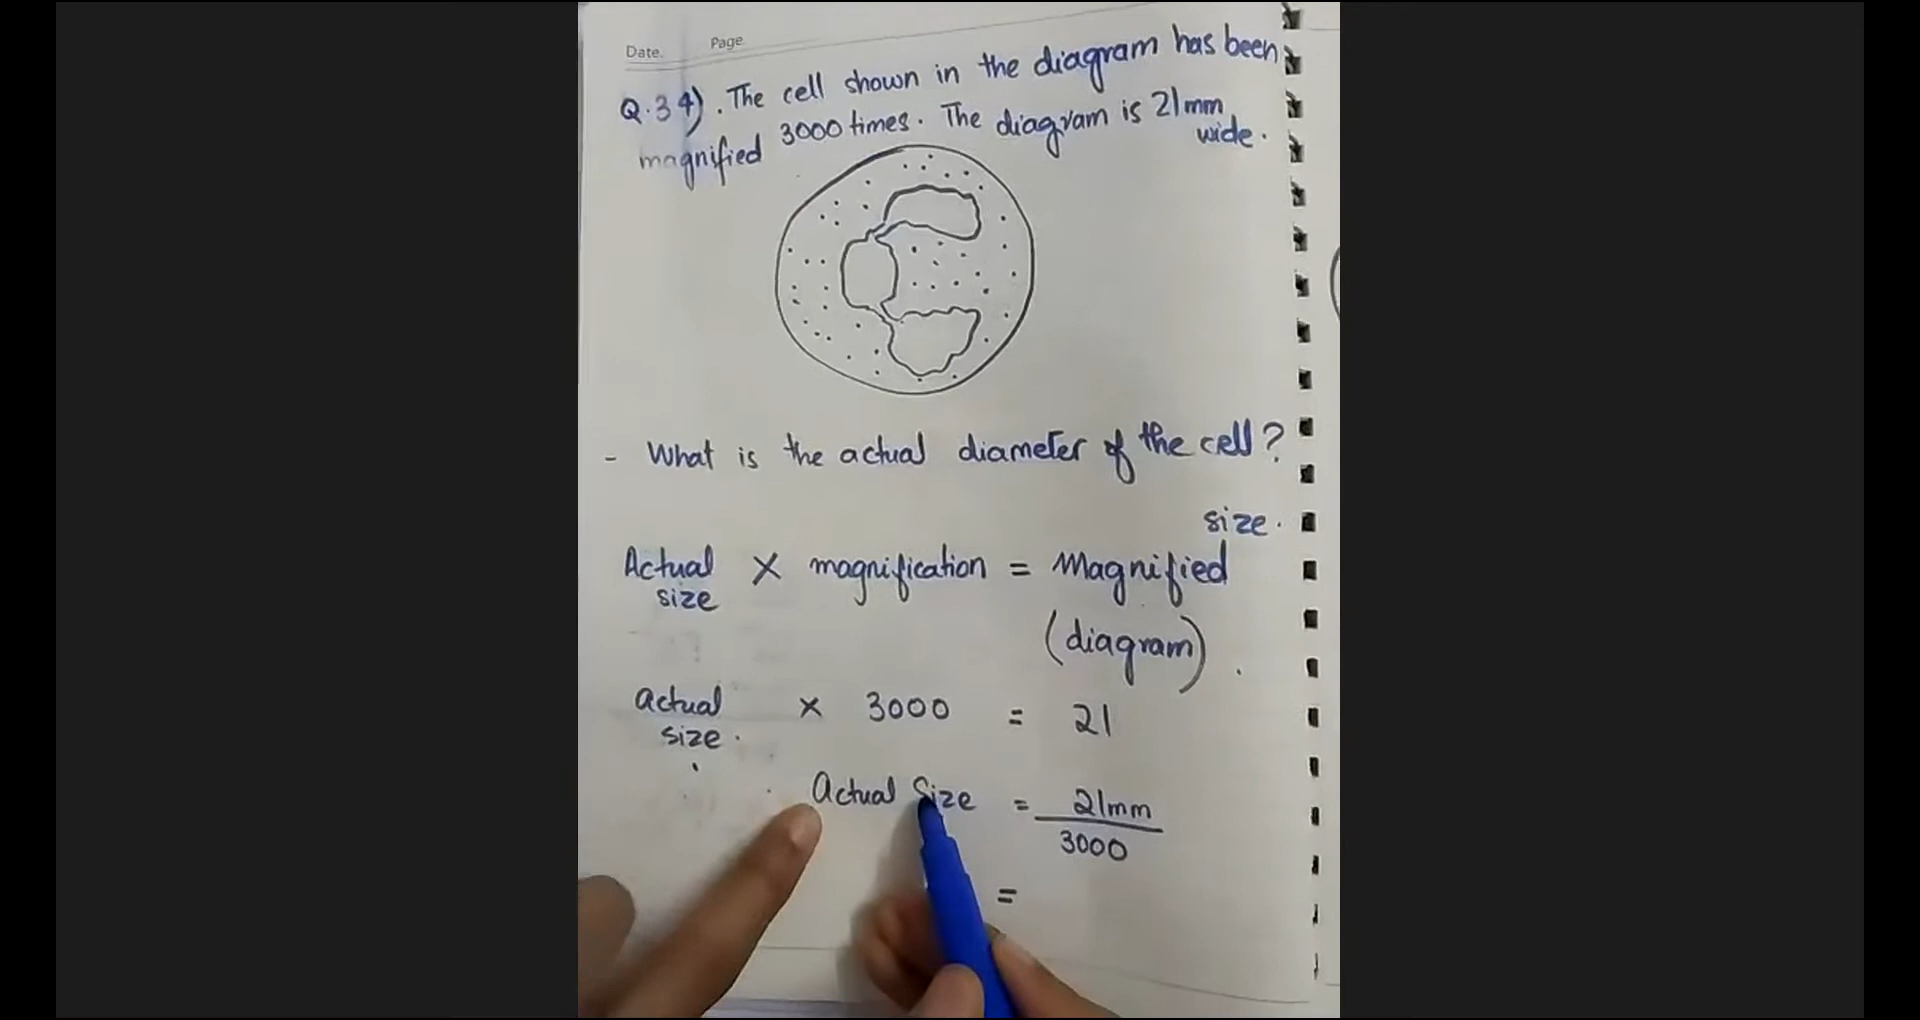 Date. Page.
Q.34). The cell shown in the diagram has been
magnified 3000 times. The diagram is 21mm
wide.
- What is the actual diameter of the cell?
size.
Actual × magnification = Magnified
size
(diagram).
actual × 3000 = 21
size.
Actual Size = 21mm
3000
=